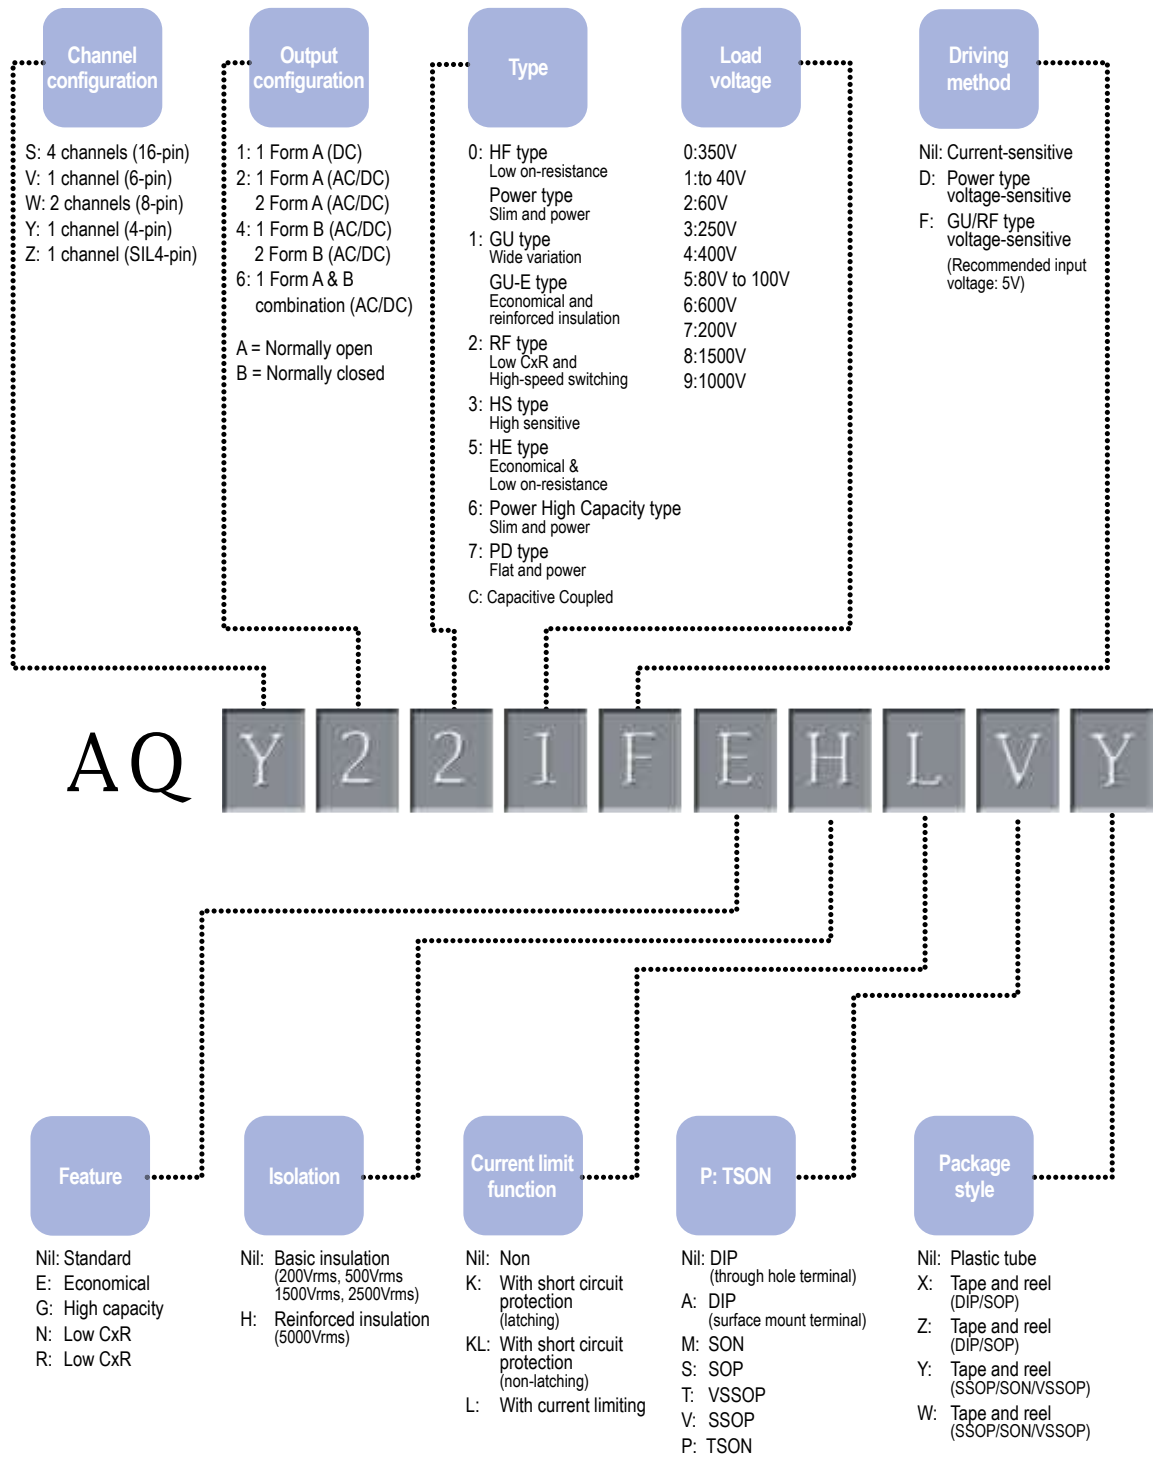 Channel
configuration
S: 4 channels (16-pin)
V: 1 channel (6-pin)
W: 2 channels (8-pin)
Y: 1 channel (4-pin)
Z: 1 channel (SIL4-pin)
Output
configuration
1: 1 Form A (DC)
2: 1 Form A (AC/DC)
2 Form A (AC/DC)
4: 1 Form B (AC/DC)
2 Form B (AC/DC)
6: 1 Form A & B
combination (AC/DC)
A = Normally open
B = Normally closed
Type
0: HF type
Low on-resistance
Power type
Slim and power
1: GU type
Wide variation
GU-E type
Economical and
reinforced insulation
2: RF type
Low CxR and
High-speed switching
3: HS type
High sensitive
5: HE type
Economical &
Low on-resistance
6: Power High Capacity type
Slim and power
7: PD type
Flat and power
C: Capacitive Coupled
Load
voltage
0:350V
1:to 40V
2:60V
3:250V
4:400V
5:80V to 100V
6:600V
7:200V
8:1500V
9:1000V
Driving
method
Nil: Current-sensitive
D: Power type
voltage-sensitive
F: GU/RF type
voltage-sensitive
(Recommended input
voltage: 5V)
AQ Y 2 2 1 F E H L V Y
Feature
Nil: Standard
E: Economical
G: High capacity
N: Low CxR
R: Low CxR
Isolation
Nil: Basic insulation
(200Vrms, 500Vrms
1500Vrms, 2500Vrms)
H: Reinforced insulation
(5000Vrms)
Current limit
function
Nil: Non
K: With short circuit
protection
(latching)
KL: With short circuit
protection
(non-latching)
L: With current limiting
P: TSON
Nil: DIP
(through hole terminal)
A: DIP
(surface mount terminal)
M: SON
S: SOP
T: VSSOP
V: SSOP
P: TSON
Package
style
Nil: Plastic tube
X: Tape and reel
(DIP/SOP)
Z: Tape and reel
(DIP/SOP)
Y: Tape and reel
(SSOP/SON/VSSOP)
W: Tape and reel
(SSOP/SON/VSSOP)